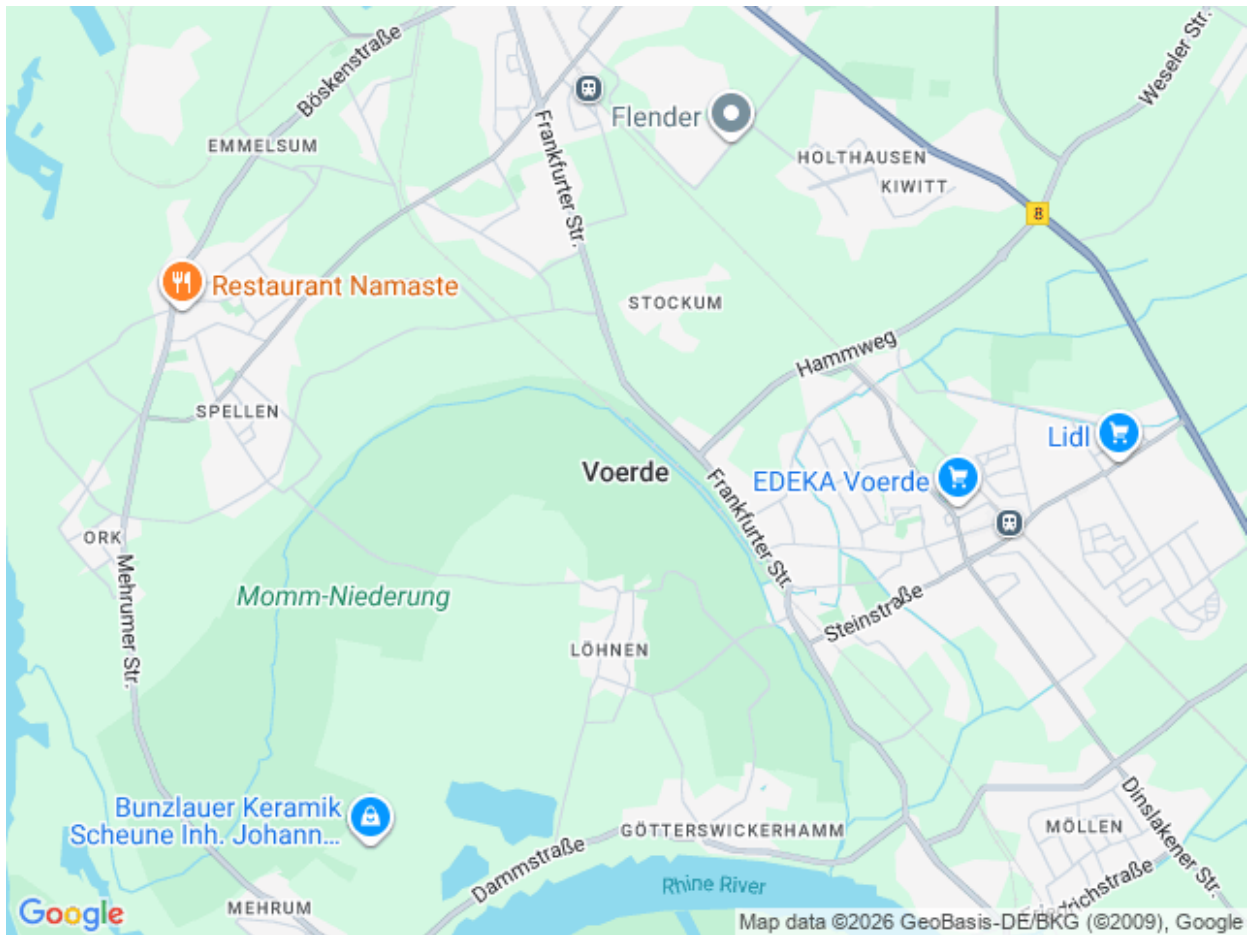 Böskenstraße
Weseler Str.
Flender
Frankfurter Str.
EMMELSUM
HOLTHAUSEN
KIWITT
8
Restaurant Namaste
STOCKUM
Hammweg
SPELLEN
Lidl
Voerde
EDEKA Voerde
Frankfurter Str.
ORK
Mehrumer Str.
Momm-Niederung
Steinstraße
LÖHNEN
Bunzlauer Keramik
Scheune Inh. Johann...
GÖTTERSWICKERHAMM
MÖLLEN
Dinslakener-Str.
Dammstraße
Rhine River
Friedrichstraße
MEHRUM
Google
Map data ©2026 GeoBasis-DE/BKG (©2009), Google